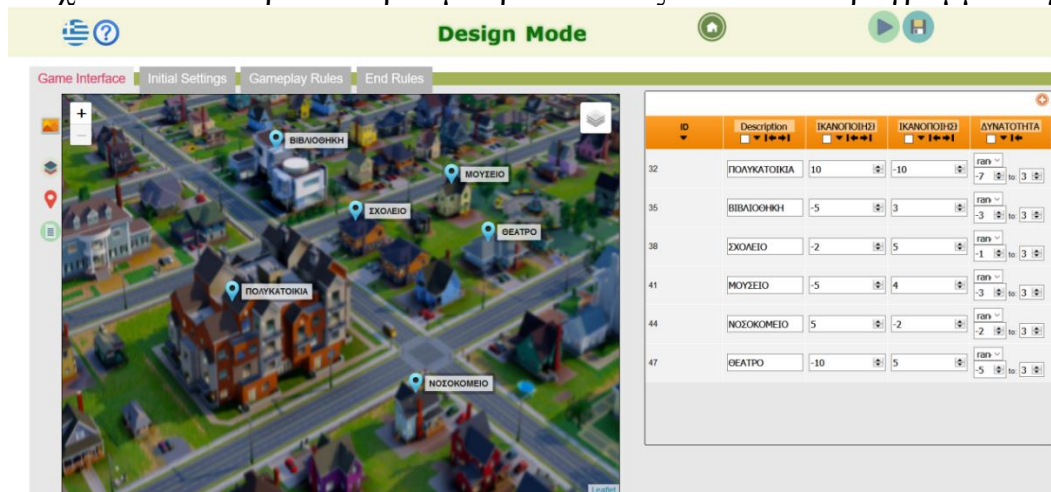 Design Mode
Game Interface Initial Settings Gameplay Rules End Rules
+
−
ΒΙΒΛΙΟΘΗΚΗ
ΜΟΥΣΕΙΟ
ΣΧΟΛΕΙΟ
ΘΕΑΤΡΟ
ΠΟΛΥΚΑΤΟΙΚΙΑ
ΝΟΣΟΚΟΜΕΙΟ
Leaflet
ID Description ΙΚΑΝΟΠΟΙΗΣΙ ΙΚΑΝΟΠΟΙΗΣΙ ΔΥΝΑΤΟΤΗΤΑ
32 ΠΟΛΥΚΑΤΟΙΚΙΑ 10 -10 ran -7 to: 3
35 ΒΙΒΛΙΟΘΗΚΗ -5 3 ran -3 to: 3
38 ΣΧΟΛΕΙΟ -2 5 ran -1 to: 3
41 ΜΟΥΣΕΙΟ -5 4 ran -3 to: 3
44 ΝΟΣΟΚΟΜΕΙΟ 5 -2 ran -2 to: 3
47 ΘΕΑΤΡΟ -10 5 ran -5 to: 3